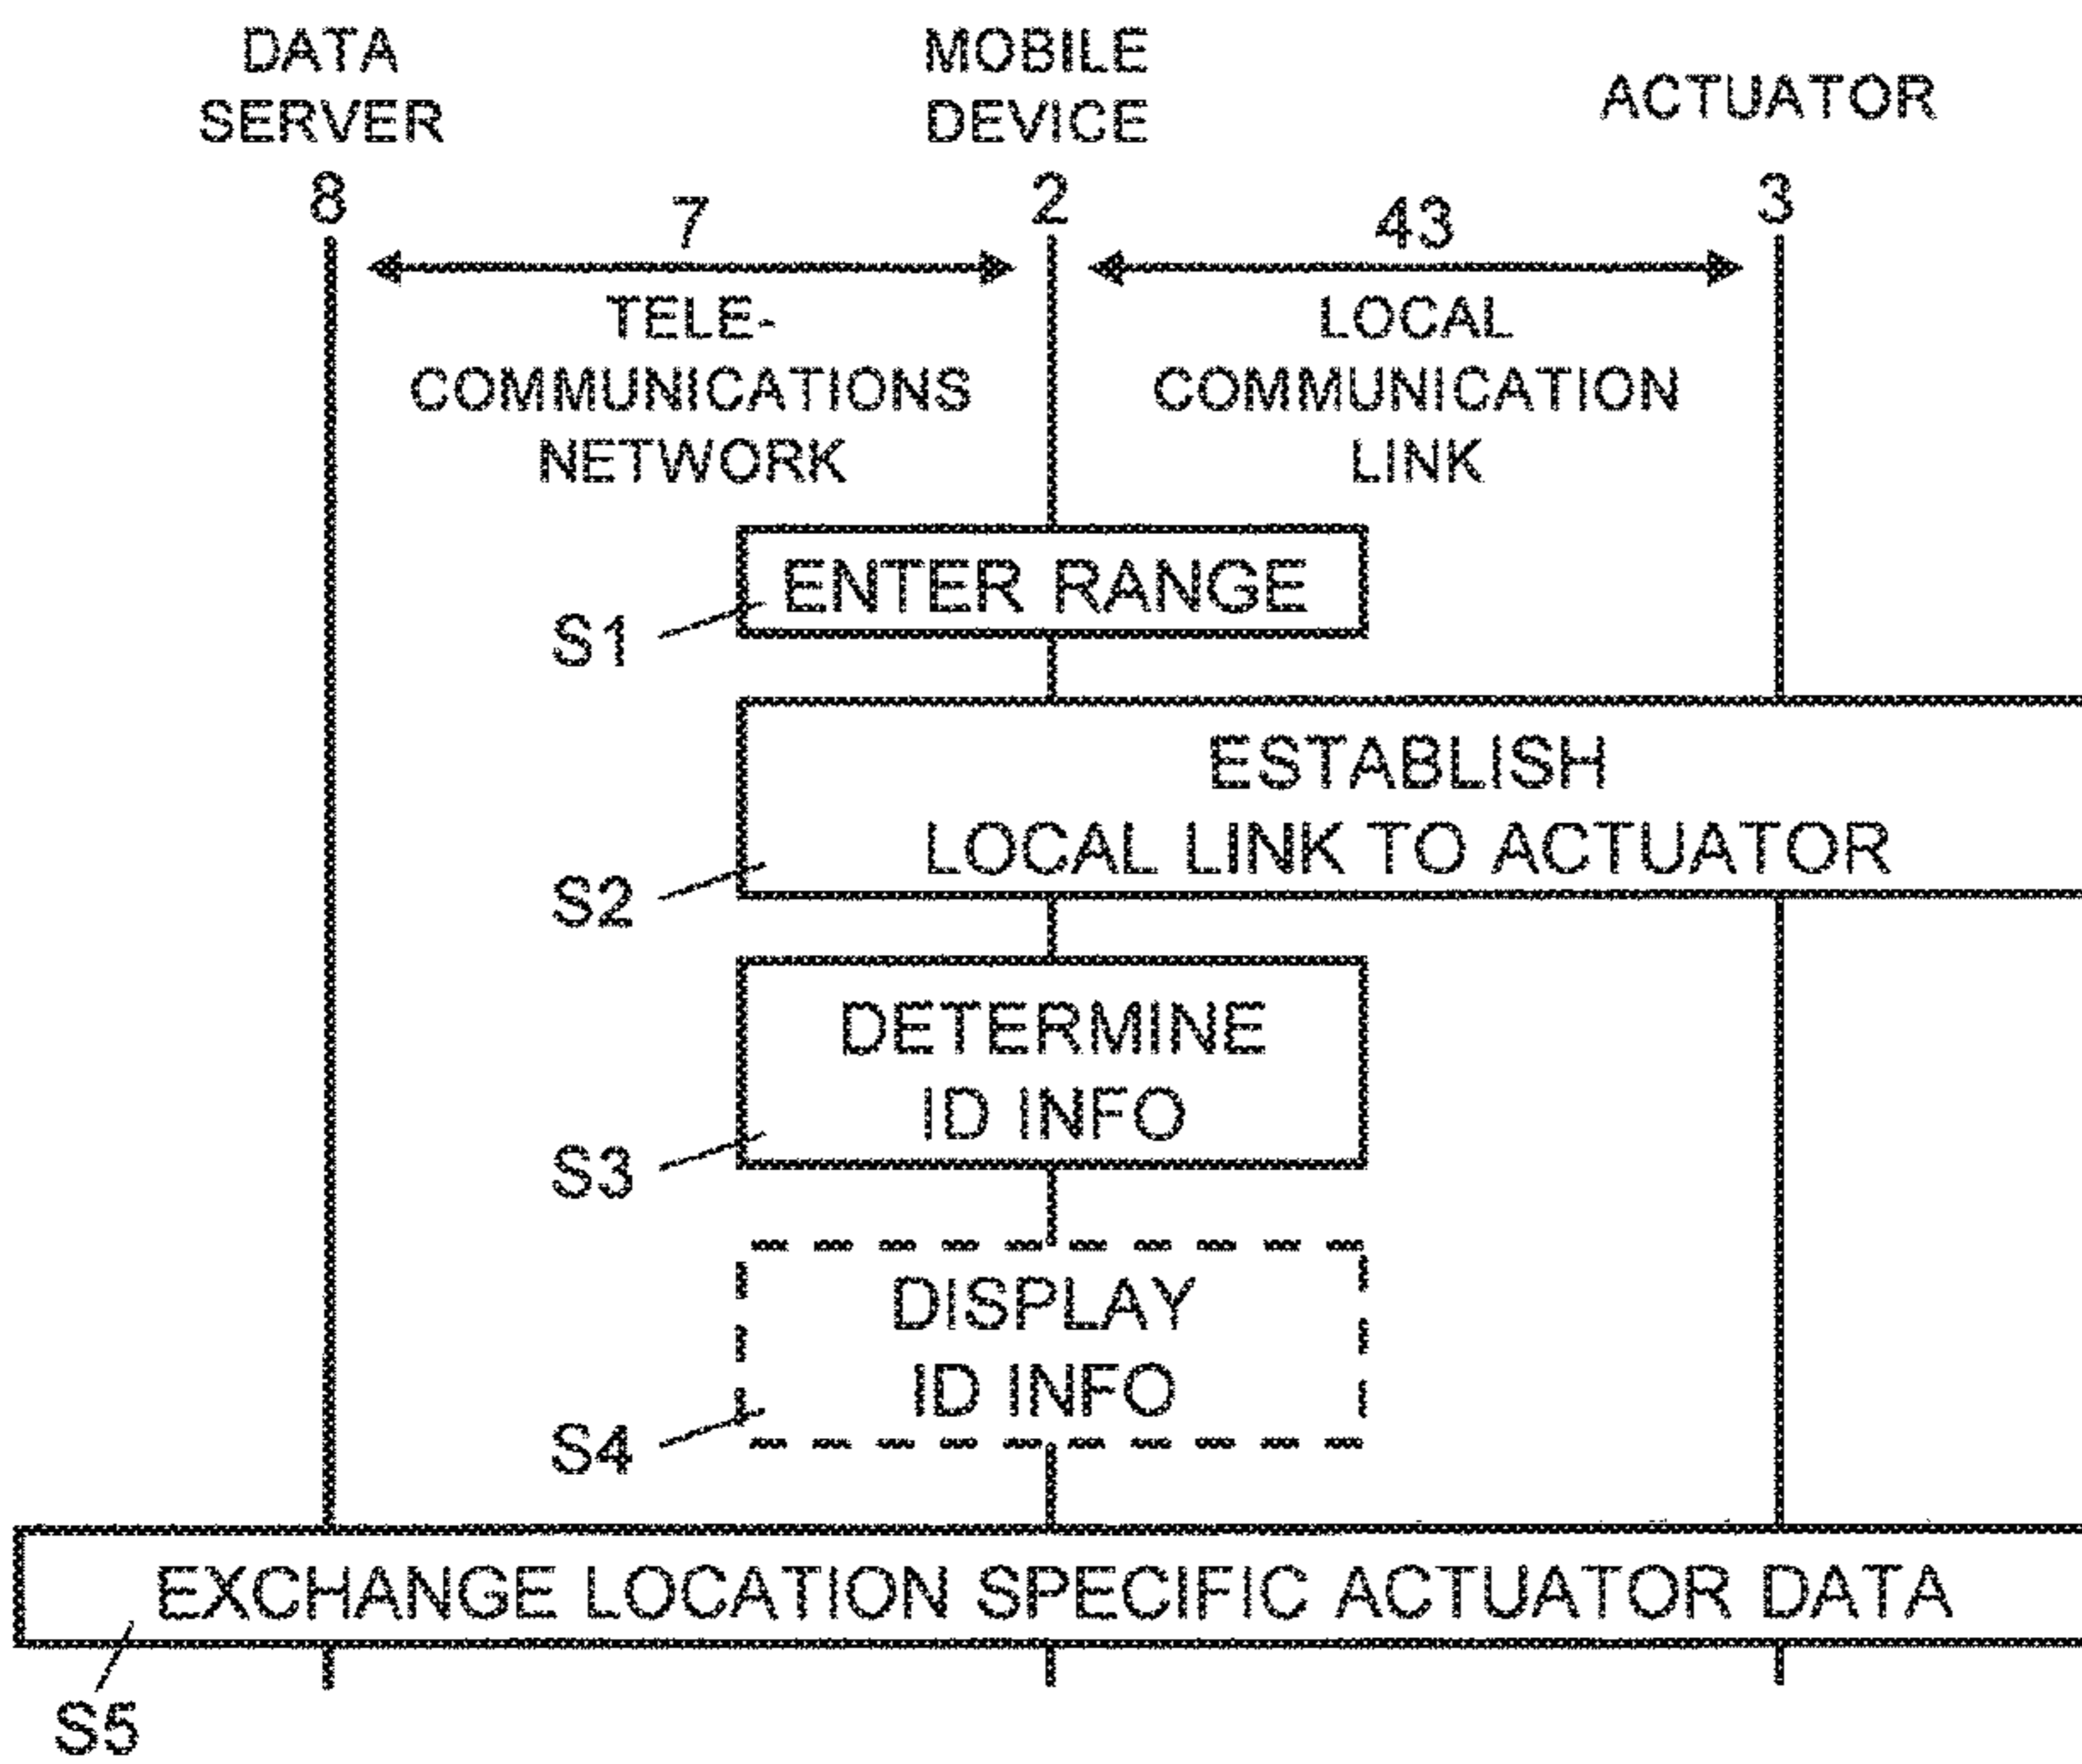 DATA
SERVER
8
MOBILE
DEVICE
2
ACTUATOR
3
7
TELE-
COMMUNICATIONS
NETWORK
43
LOCAL
COMMUNICATION
LINK
ENTER RANGE
S1
ESTABLISH
LOCAL LINK TO ACTUATOR
S2
DETERMINE
ID INFO
S3
DISPLAY
ID INFO
S4
EXCHANGE LOCATION SPECIFIC ACTUATOR DATA
S5